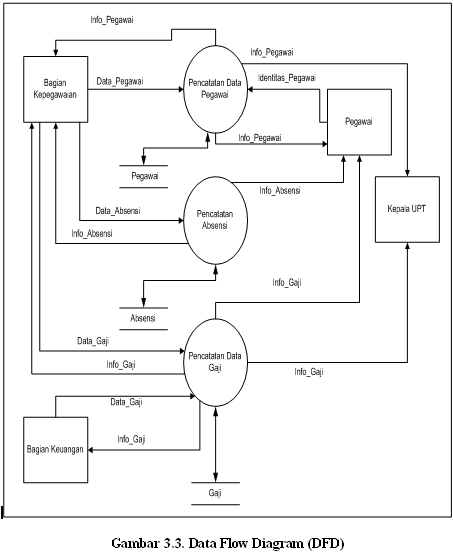 Info_Pegawai
Info_Pegawai
Bagian
Kepegawaian
Data_Pegawai
Pencatatan Data
Pegawai
Identitas_Pegawai
Pegawai
Info_Pegawai
Pegawai
Info_Absensi
Data_Absensi
Pencatatan
Absensi
Kepala UPT
Info_Absensi
Info_Gaji
Absensi
Data_Gaji
Pencatatan Data
Gaji
Info_Gaji
Info_Gaji
Data_Gaji
Info_Gaji
Bagian Keuangan
Gaji
Gambar 3.3. Data Flow Diagram (DFD)